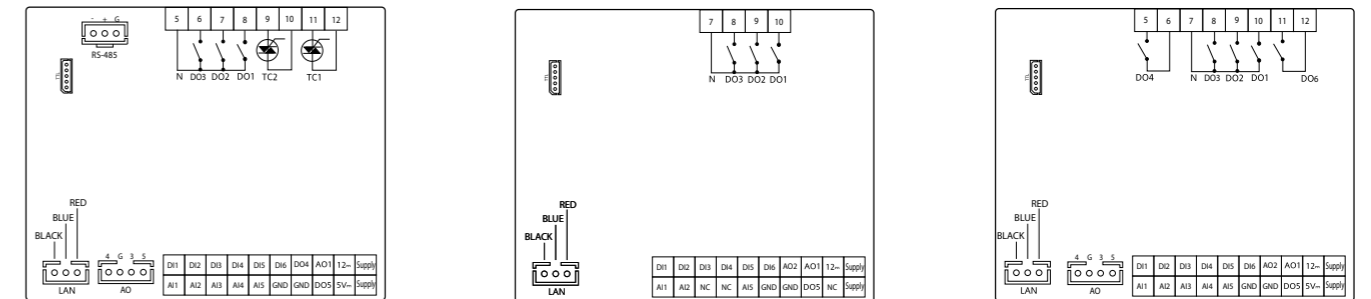 - + G
RS-485
5 6 7 8 9 10 11 12
N DO3 DO2 DO1 TC2 TC1
RED
BLUE
BLACK
LAN
4 G 3 5
AO
DI1 DI2 DI3 DI4 DI5 DI6 DO4 AO1 12⎓ Supply
AI1 AI2 AI3 AI4 AI5 GND GND DO5 5V⎓ Supply
7 8 9 10
N DO3 DO2 DO1
RED
BLUE
BLACK
LAN
DI1 DI2 DI3 DI4 DI5 DI6 AO2 AO1 12⎓ Supply
AI1 AI2 NC NC AI5 GND GND DO5 NC Supply
5 6 7 8 9 10 11 12
DO4 N DO3 DO2 DO1 DO6
RED
BLUE
BLACK
LAN
4 G 3 5
AO
DI1 DI2 DI3 DI4 DI5 DI6 AO2 AO1 12⎓ Supply
AI1 AI2 AI3 AI4 AI5 GND GND DO5 5V⎓ Supply